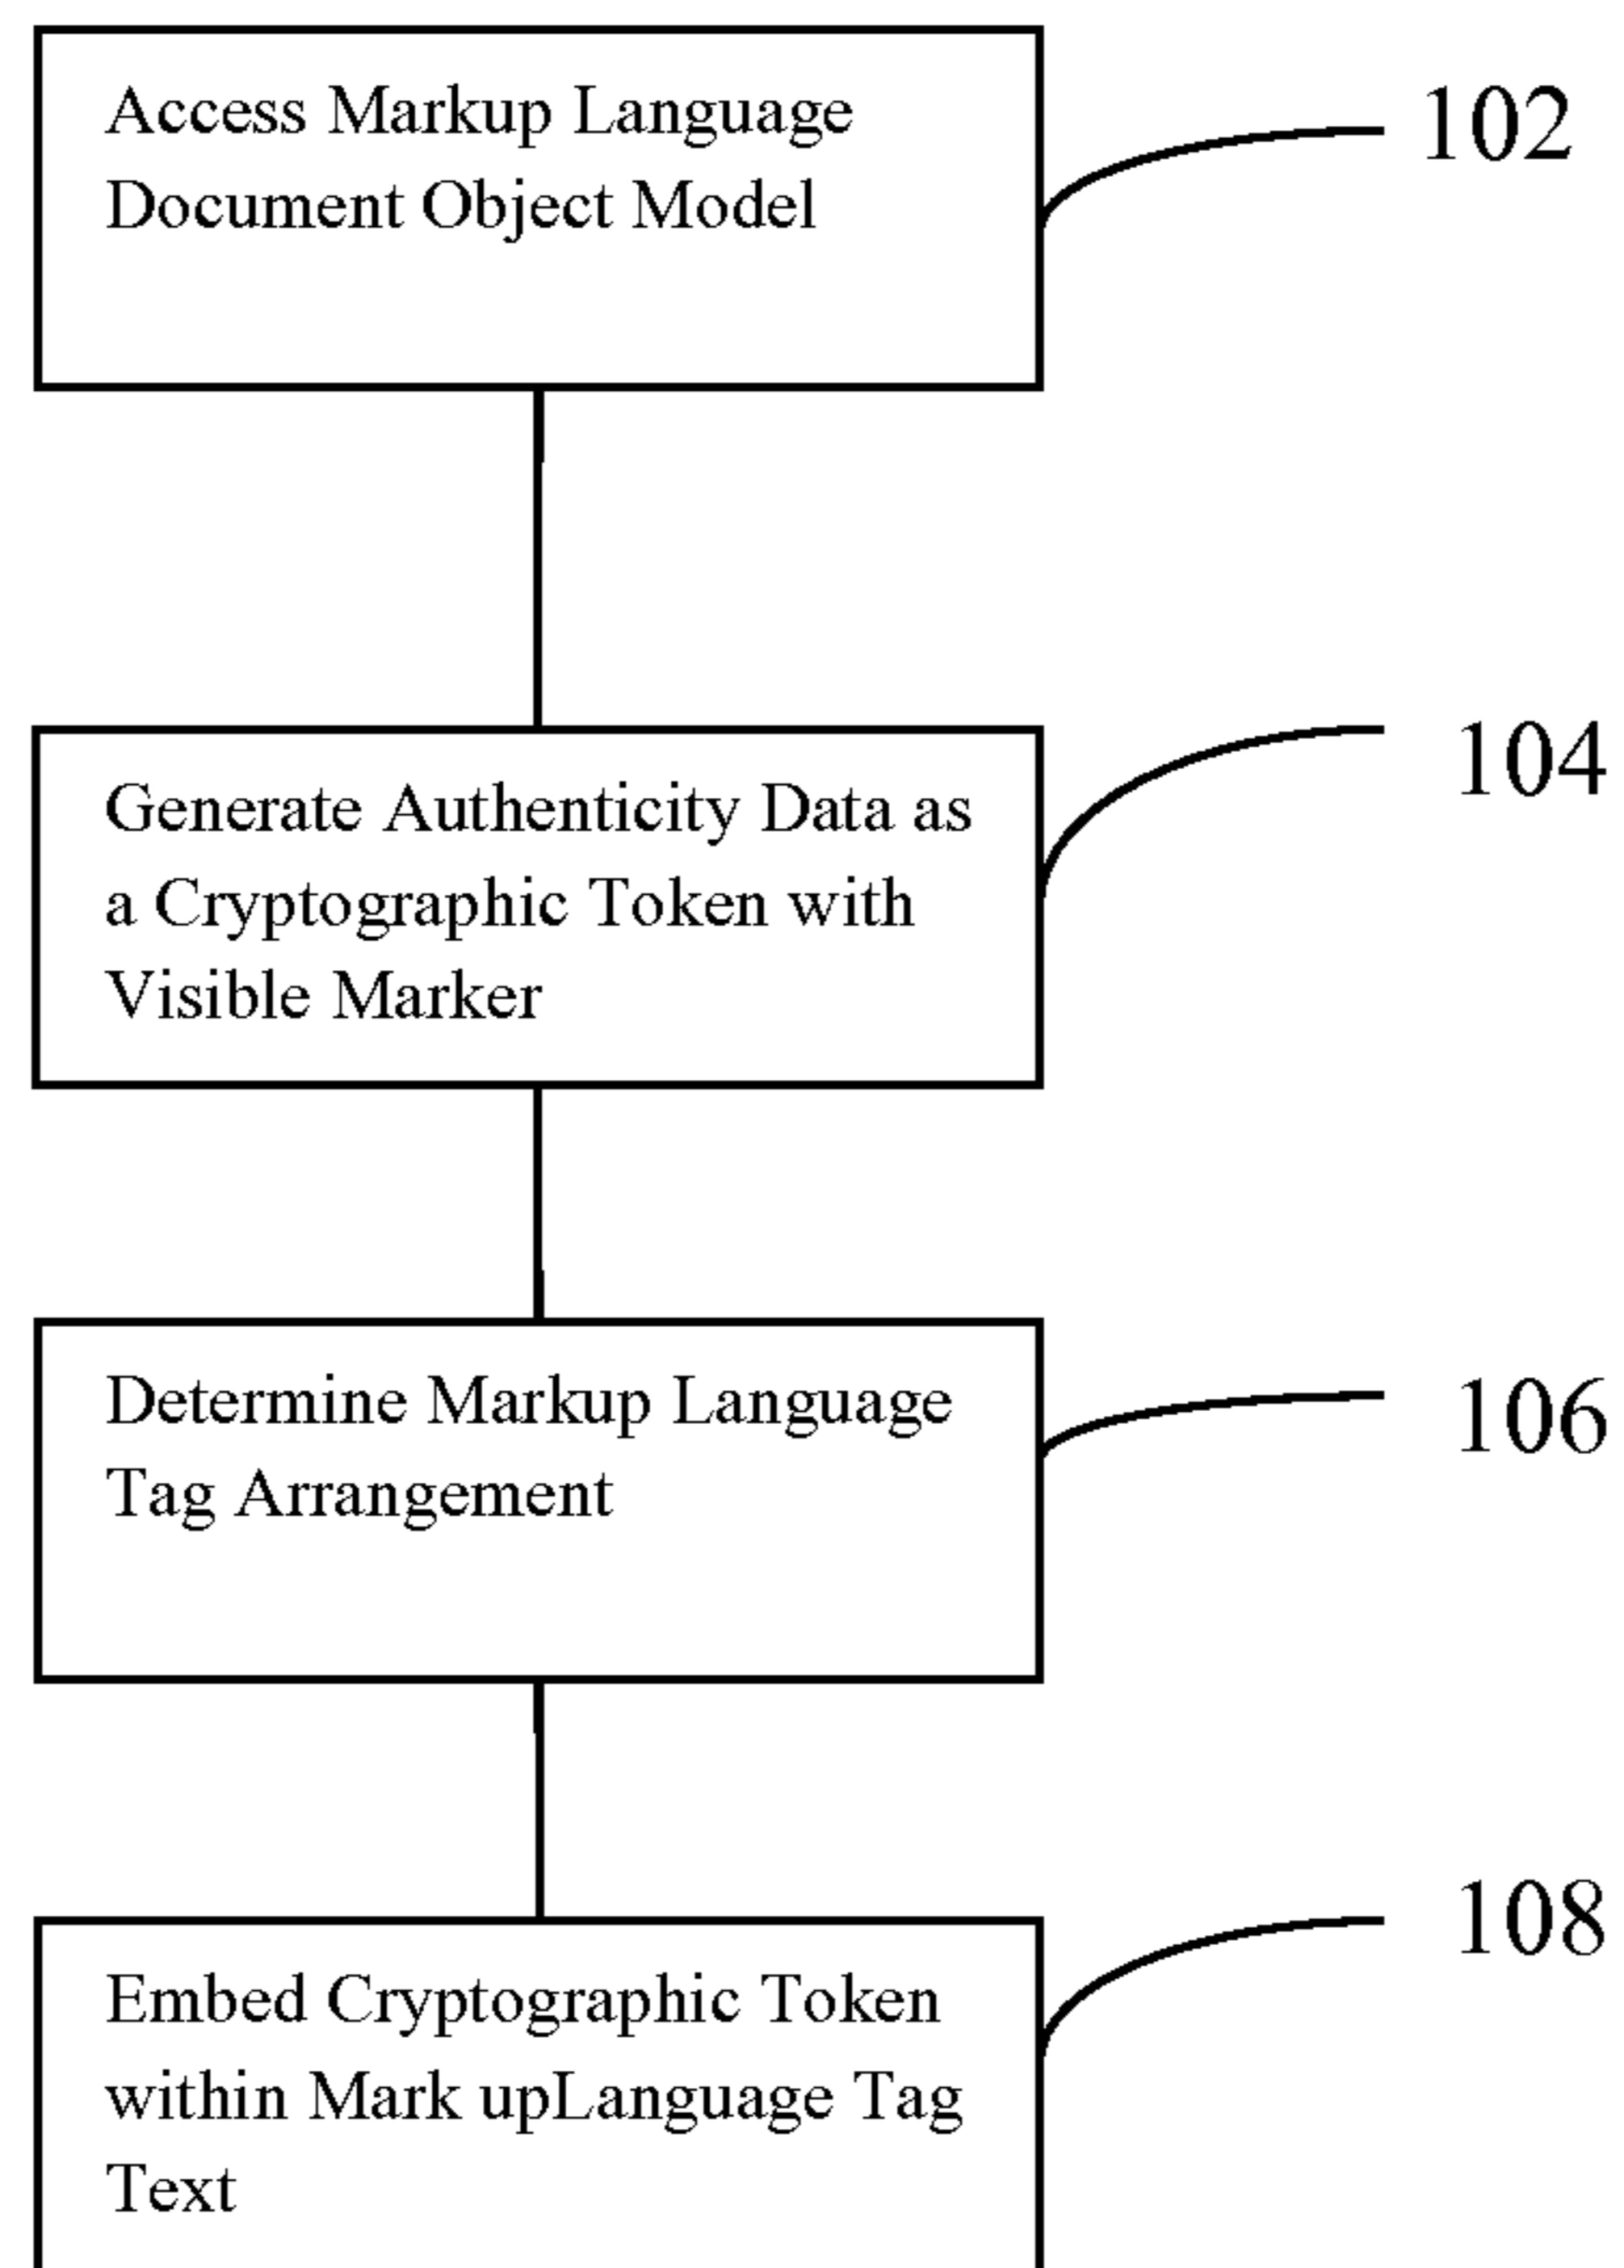 Access Markup Language
Document Object Model
102
Generate Authenticity Data as
a Cryptographic Token with
Visible Marker
104
Determine Markup Language
Tag Arrangement
106
Embed Cryptographic Token
within Mark upLanguage Tag
Text
108